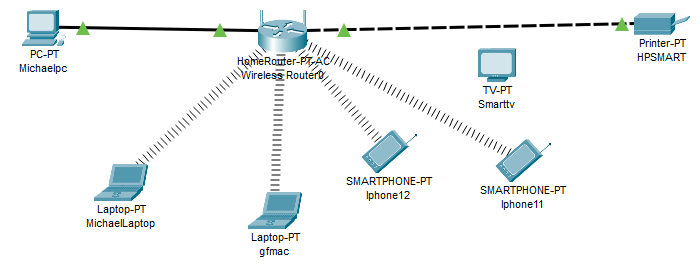 PC-PT
Michaelpc
HomeRouter-PT-AC
Wireless Router0
Printer-PT
HPSMART
TV-PT
Smarttv
SMARTPHONE-PT
Iphone12
SMARTPHONE-PT
Iphone11
Laptop-PT
MichaelLaptop
Laptop-PT
gfmac